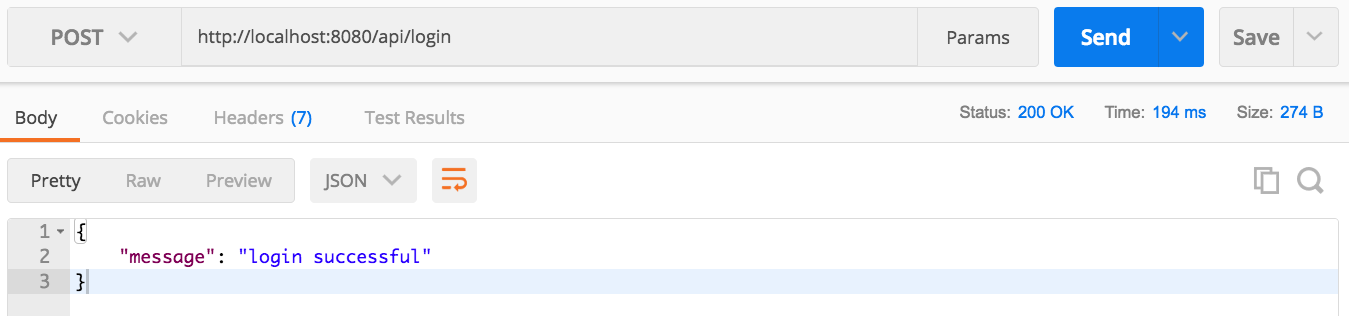 POST http://localhost:8080/api/login Params Send Save
Body Cookies Headers (7) Test Results Status: 200 OK Time: 194 ms Size: 274 B
Pretty Raw Preview JSON
1 {
2 "message": "login successful"
3 }